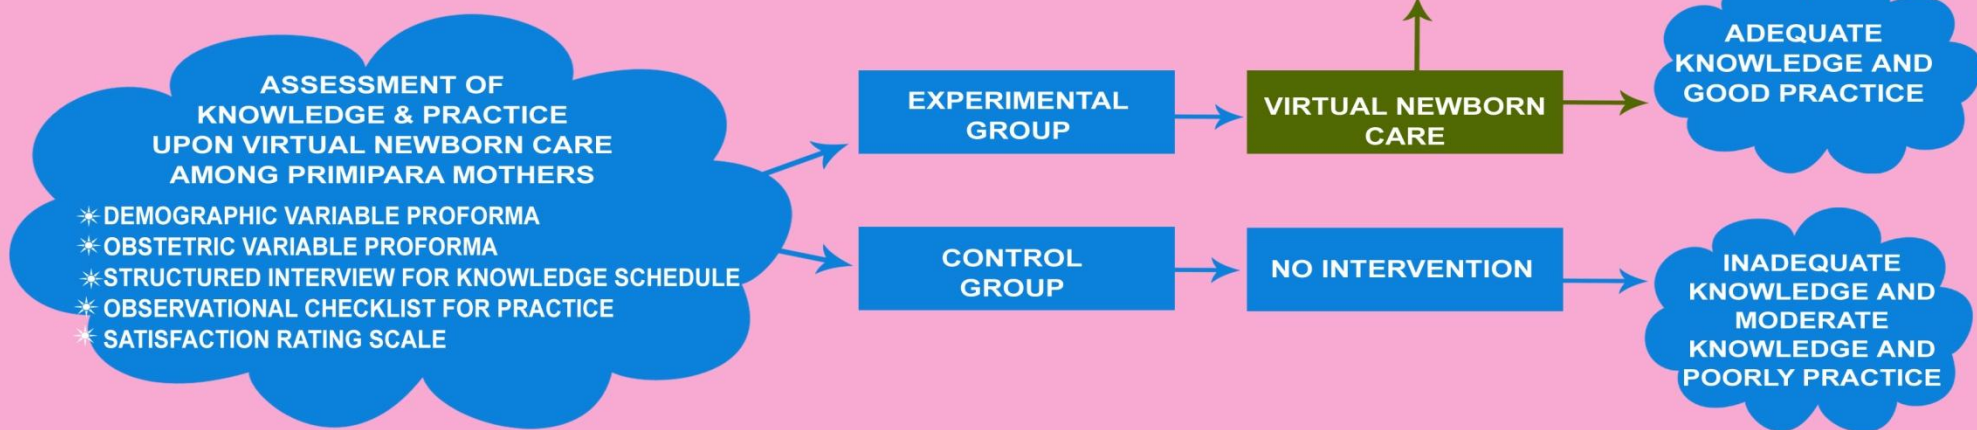 ASSESSMENT OF
KNOWLEDGE & PRACTICE
UPON VIRTUAL NEWBORN CARE
AMONG PRIMIPARA MOTHERS
DEMOGRAPHIC VARIABLE PROFORMA
OBSTETRIC VARIABLE PROFORMA
STRUCTURED INTERVIEW FOR KNOWLEDGE SCHEDULE
OBSERVATIONAL CHECKLIST FOR PRACTICE
SATISFACTION RATING SCALE
EXPERIMENTAL
GROUP
VIRTUAL NEWBORN
CARE
ADEQUATE
KNOWLEDGE AND
GOOD PRACTICE
CONTROL
GROUP
NO INTERVENTION
INADEQUATE
KNOWLEDGE AND
MODERATE
KNOWLEDGE AND
POORLY PRACTICE